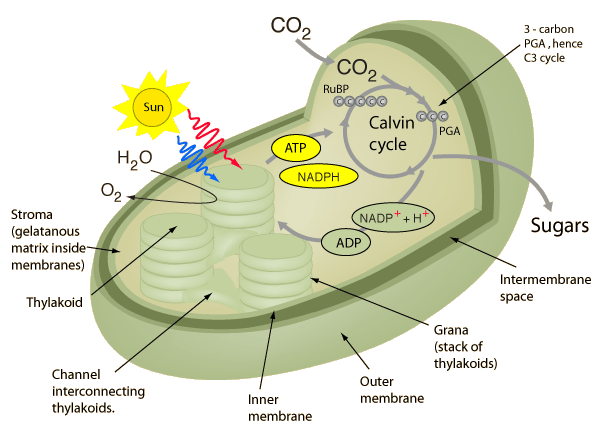 CO2
3 - carbon
PGA , hence
C3 cycle
CO2
RuBP
C C C C C
C C C
PGA
Sun
Calvin
cycle
ATP
NADPH
H2O
O2
NADP+ + H+
ADP
Sugars
Stroma
(gelatanous
matrix inside
membranes)
Thylakoid
Intermembrane
space
Grana
(stack of
thylakoids)
Channel
interconnecting
thylakoids.
Inner
membrane
Outer
membrane